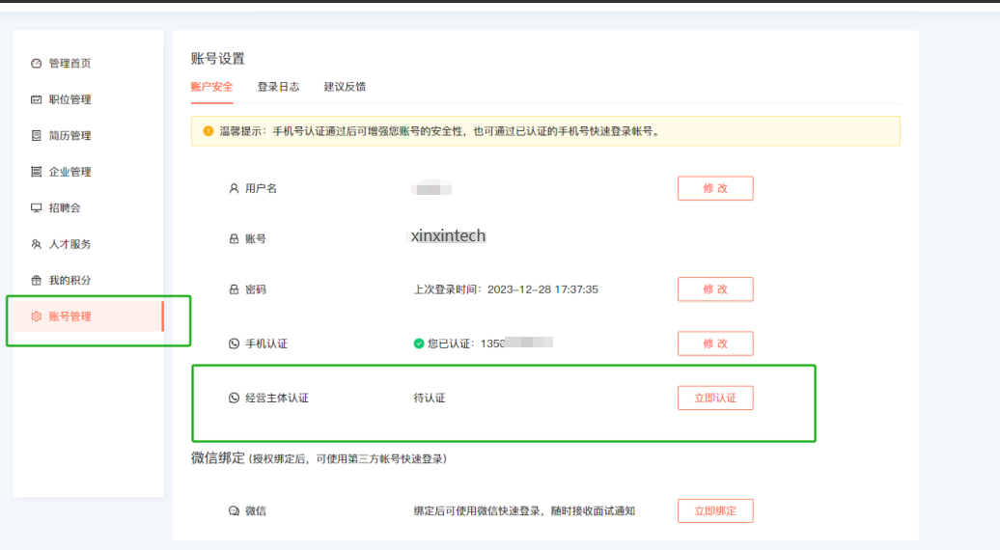 管理首页
职位管理
简历管理
企业管理
招聘会
人才服务
我的积分
账号管理
账号设置
账户安全 登录日志 建议反馈
温馨提示：手机号认证通过后可增强您账号的安全性，也可通过已认证的手机号快速登录帐号。
用户名 修 改
账号 xinxintech
密码 上次登录时间：2023-12-28 17:37:35 修 改
手机认证 您已认证：135 修 改
经营主体认证 待认证 立即认证
微信绑定 (授权绑定后，可使用第三方帐号快速登录)
微信 绑定后可使用微信快速登录，随时接收面试通知 立即绑定